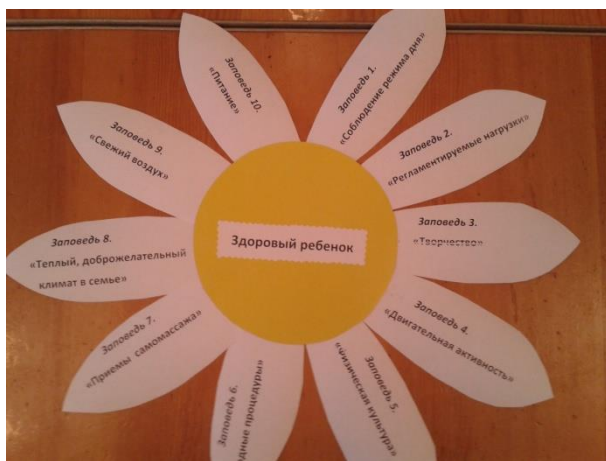 Здоровый ребенок
Заповедь 1.
«Соблюдение режима дня»
Заповедь 2.
«Регламентируемые нагрузки»
Заповедь 3.
«Творчество»
Заповедь 4.
«Двигательная активность»
Заповедь 5.
«Физическая культура»
Заповедь 6.
процедуры»
Заповедь 7.
«Приемы самомассажа»
Заповедь 8.
«Теплый, доброжелательный
климат в семье»
Заповедь 9.
«Свежий воздух»
Заповедь 10.
«Питание»